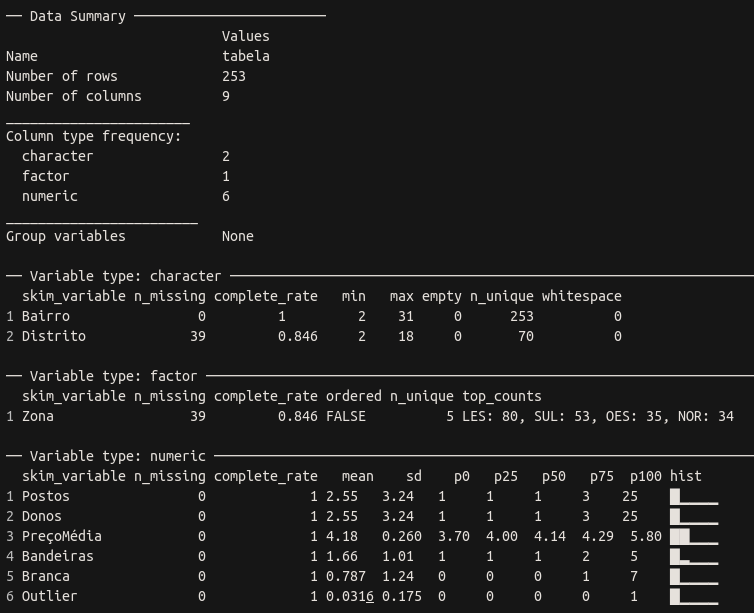 ── Data Summary ────────────────────────
                           Values
Name                       tabela
Number of rows             253
Number of columns          9
_______________________
Column type frequency:
  character                2
  factor                   1
  numeric                  6
________________________
Group variables            None

── Variable type: character ────────────────────────
  skim_variable n_missing complete_rate   min   max empty n_unique whitespace
1 Bairro                0         1         2    31     0      253          0
2 Distrito             39         0.846     2    18     0       70          0

── Variable type: factor ────────────────────────
  skim_variable n_missing complete_rate ordered n_unique top_counts
1 Zona                 39         0.846 FALSE          5 LES: 80, SUL: 53, OES: 35, NOR: 34

── Variable type: numeric ────────────────────────
  skim_variable n_missing complete_rate   mean    sd    p0   p25   p50   p75  p100 hist
1 Postos                0             1 2.55   3.24  1     1     1     3    25     █▁▁▁▁
2 Donos                 0             1 2.55   3.24  1     1     1     3    25     █▁▁▁▁
3 PreçoMédia            0             1 4.18   0.260 3.70  4.00  4.14  4.29  5.80 ██▁▁▁
4 Bandeiras             0             1 1.66   1.01  1     1     1     2     5     █▂▁▁▁
5 Branca                0             1 0.787  1.24  0     0     0     1     7     █▁▁▁▁
6 Outlier               0             1 0.0316 0.175 0     0     0     0     1     █▁▁▁▁